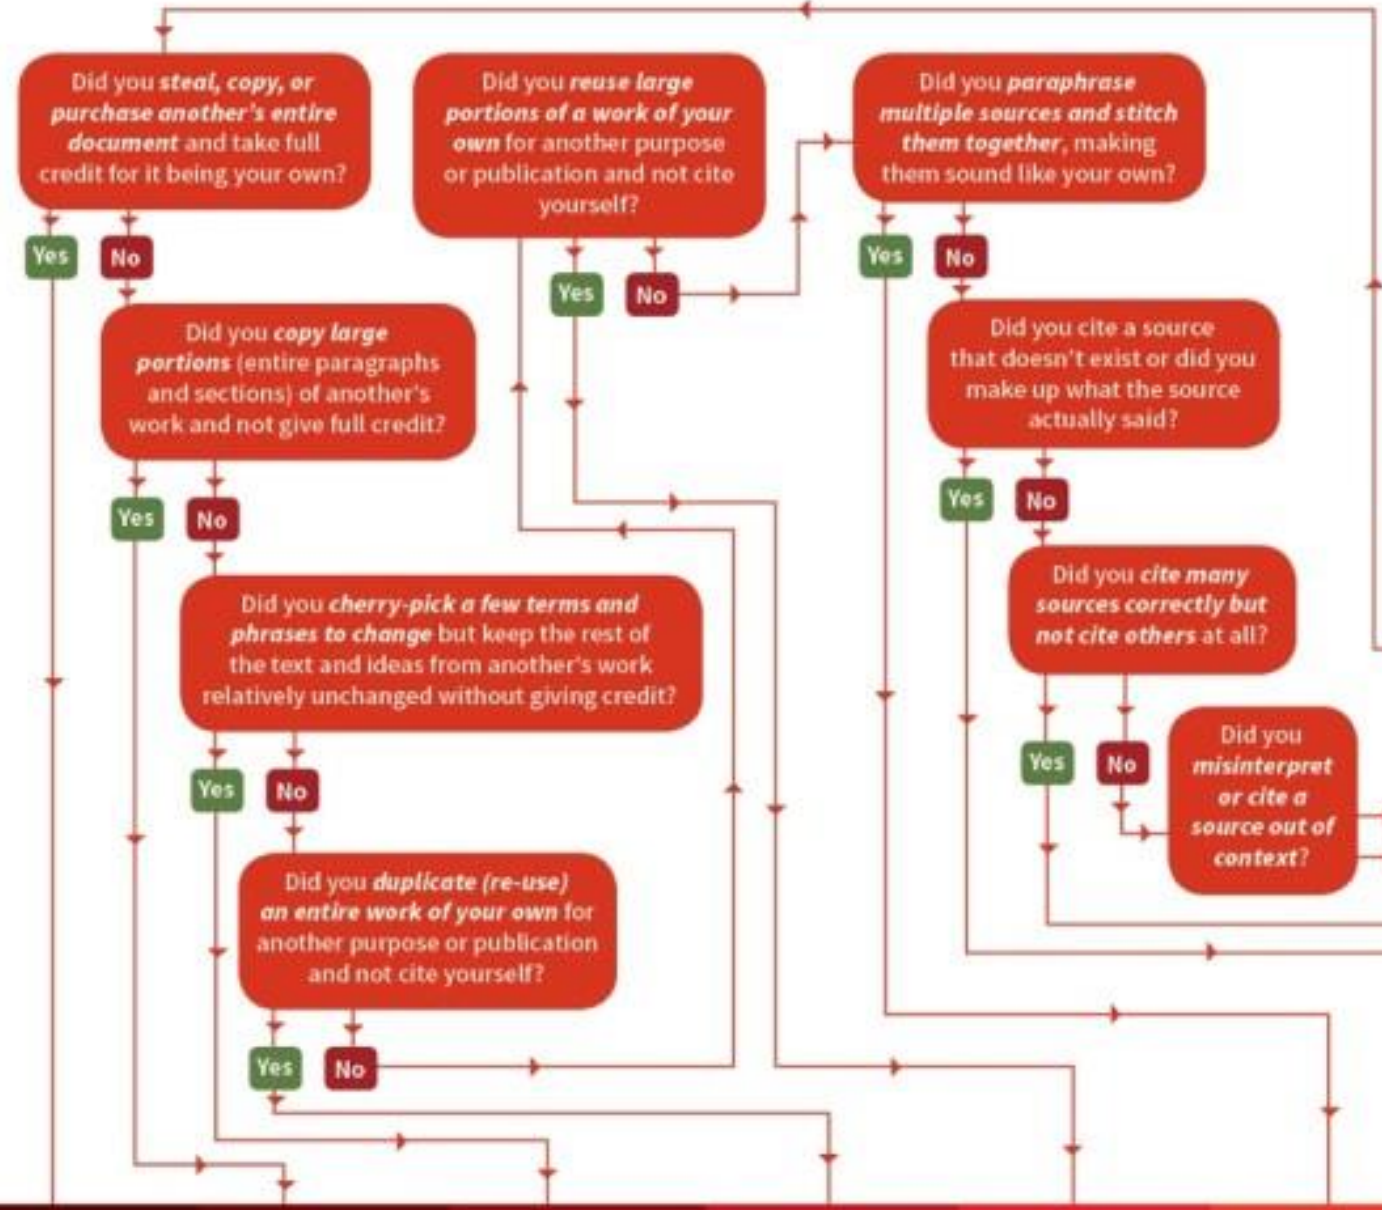 Did you steal, copy, or
purchase another's entire
document and take full
credit for it being your own?
Yes
No
Did you copy large
portions (entire paragraphs
and sections) of another's
work and not give full credit?
Yes
No
Did you cherry-pick a few terms and
phrases to change but keep the rest of
the text and ideas from another's work
relatively unchanged without giving credit?
Yes
No
Did you duplicate (re-use)
an entire work of your own for
another purpose or publication
and not cite yourself?
Yes
No
Did you reuse large
portions of a work of your
own for another purpose
or publication and not cite
yourself?
Yes
No
Did you paraphrase
multiple sources and stitch
them together, making
them sound like your own?
Yes
No
Did you cite a source
that doesn't exist or did you
make up what the source
actually said?
Yes
No
Did you cite many
sources correctly but
not cite others at all?
Yes
No
Did you
misinterpret
or cite a
source out of
context?